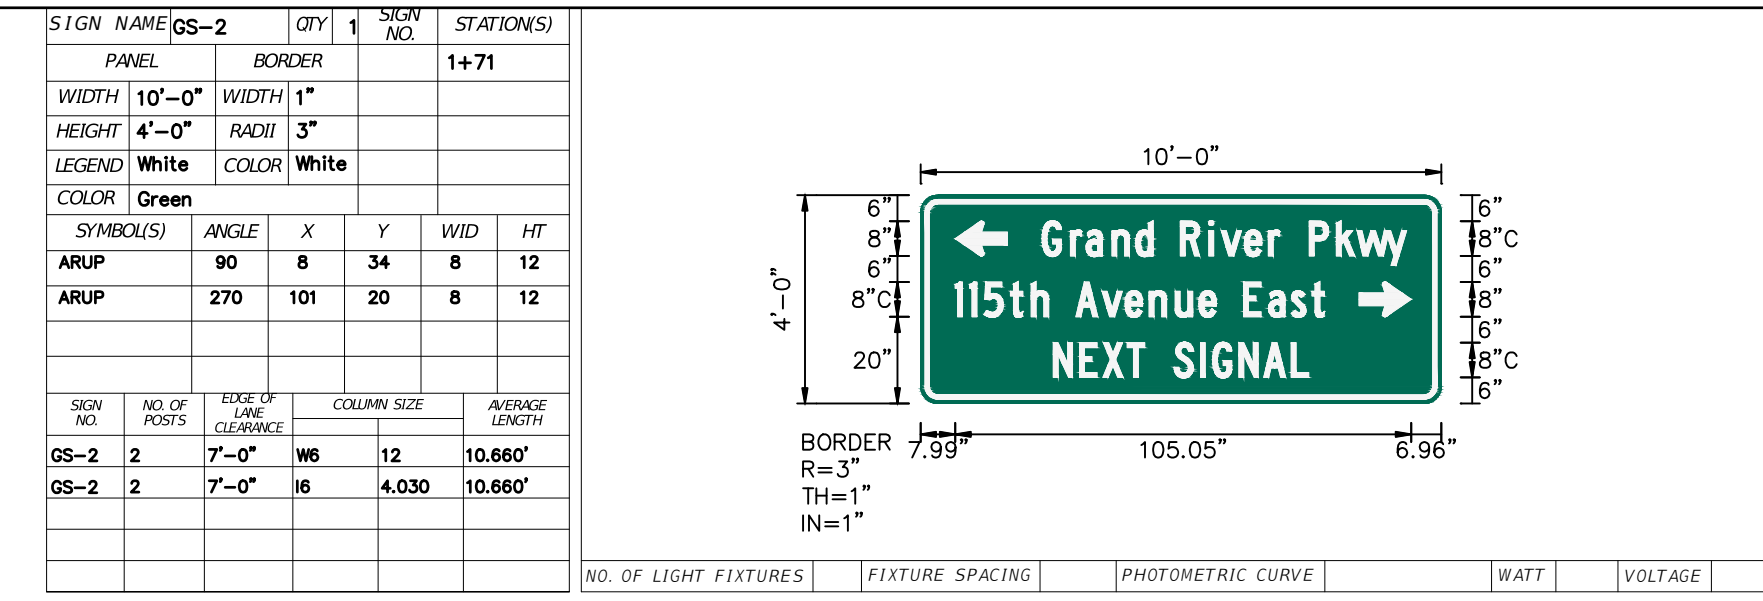 SIGN NAME GS-2 QTY 1 SIGN NO. STATION(S)
PANEL BORDER 1+71
WIDTH 10'-0" WIDTH 1"
HEIGHT 4'-0" RADII 3"
LEGEND White COLOR White
COLOR Green
SYMBOL(S) ANGLE X Y WID HT
ARUP 90 8 34 8 12
ARUP 270 101 20 8 12
SIGN NO. NO. OF POSTS EDGE OF LANE CLEARANCE COLUMN SIZE AVERAGE LENGTH
GS-2 2 7'-0" W6 12 10.660'
GS-2 2 7'-0" I6 4.030 10.660'
10'-0"
4'-0"
6"
8"
6"
8"C
20"
Grand River Pkwy
115th Avenue East
NEXT SIGNAL
6"
8"C
6"
8"
6"
8"C
6"
7.99" 105.05" 6.96"
BORDER
R=3"
TH=1"
IN=1"
NO. OF LIGHT FIXTURES FIXTURE SPACING PHOTOMETRIC CURVE WATT VOLTAGE